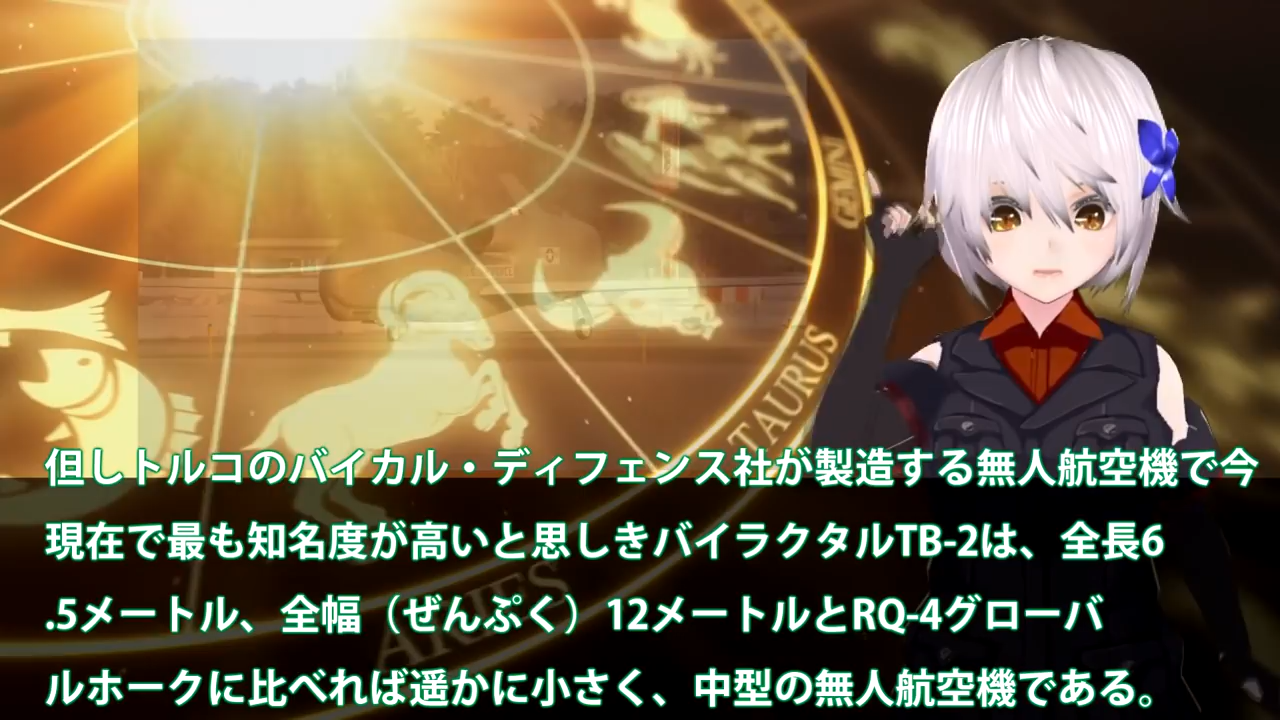 GEMINI
TAURUS
ARIES
但しトルコのバイカル・ディフェンス社が製造する無人航空機で今
現在で最も知名度が高いと思しきバイラクタルTB-2は、全長6
.5メートル、全幅（ぜんぷく）12メートルとRQ-4グローバ
ルホークに比べれば遥かに小さく、中型の無人航空機である。